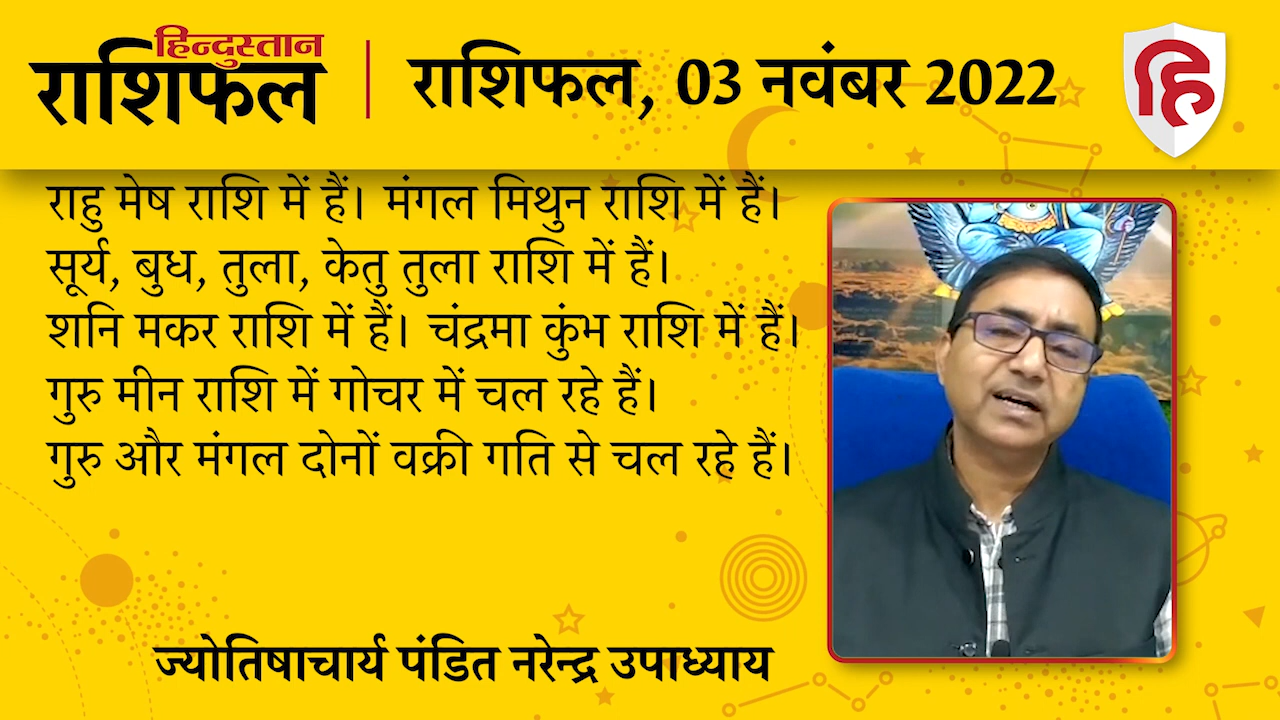 हिन्दुस्तान
राशिफल
राशिफल, 03 नवंबर 2022
हि
राहु मेष राशि में हैं। मंगल मिथुन राशि में हैं।
सूर्य, बुध, तुला, केतु तुला राशि में हैं।
शनि मकर राशि में हैं। चंद्रमा कुंभ राशि में हैं।
गुरु मीन राशि में गोचर में चल रहे हैं।
गुरु और मंगल दोनों वक्री गति से चल रहे हैं।
ज्योतिषाचार्य पंडित नरेन्द्र उपाध्याय